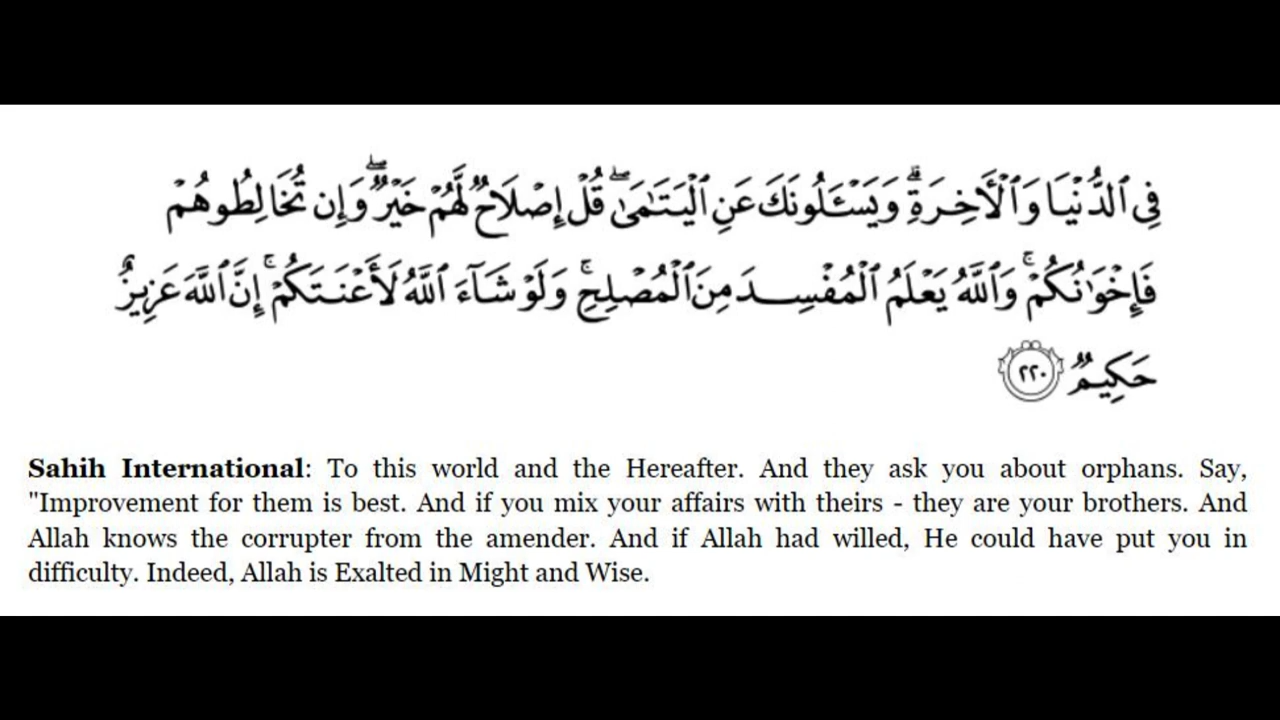 فِى ٱلدُّنْيَا وَٱلْـَٔاخِرَةِ ۗ وَيَسْـَٔلُونَكَ عَنِ ٱلْيَتَـٰمَىٰ ۖ قُلْ إِصْلَاحٌ لَّهُمْ خَيْرٌ ۖ وَإِن تُخَالِطُوهُمْ
فَإِخْوَٰنُكُمْ ۚ وَٱللَّهُ يَعْلَمُ ٱلْمُفْسِدَ مِنَ ٱلْمُصْلِحِ ۚ وَلَوْ شَآءَ ٱللَّهُ لَأَعْنَتَكُمْ ۚ إِنَّ ٱللَّهَ عَزِيزٌ
حَكِيمٌ ٢٢٠
Sahih International: To this world and the Hereafter. And they ask you about orphans. Say,
"Improvement for them is best. And if you mix your affairs with theirs - they are your brothers. And
Allah knows the corrupter from the amender. And if Allah had willed, He could have put you in
difficulty. Indeed, Allah is Exalted in Might and Wise.